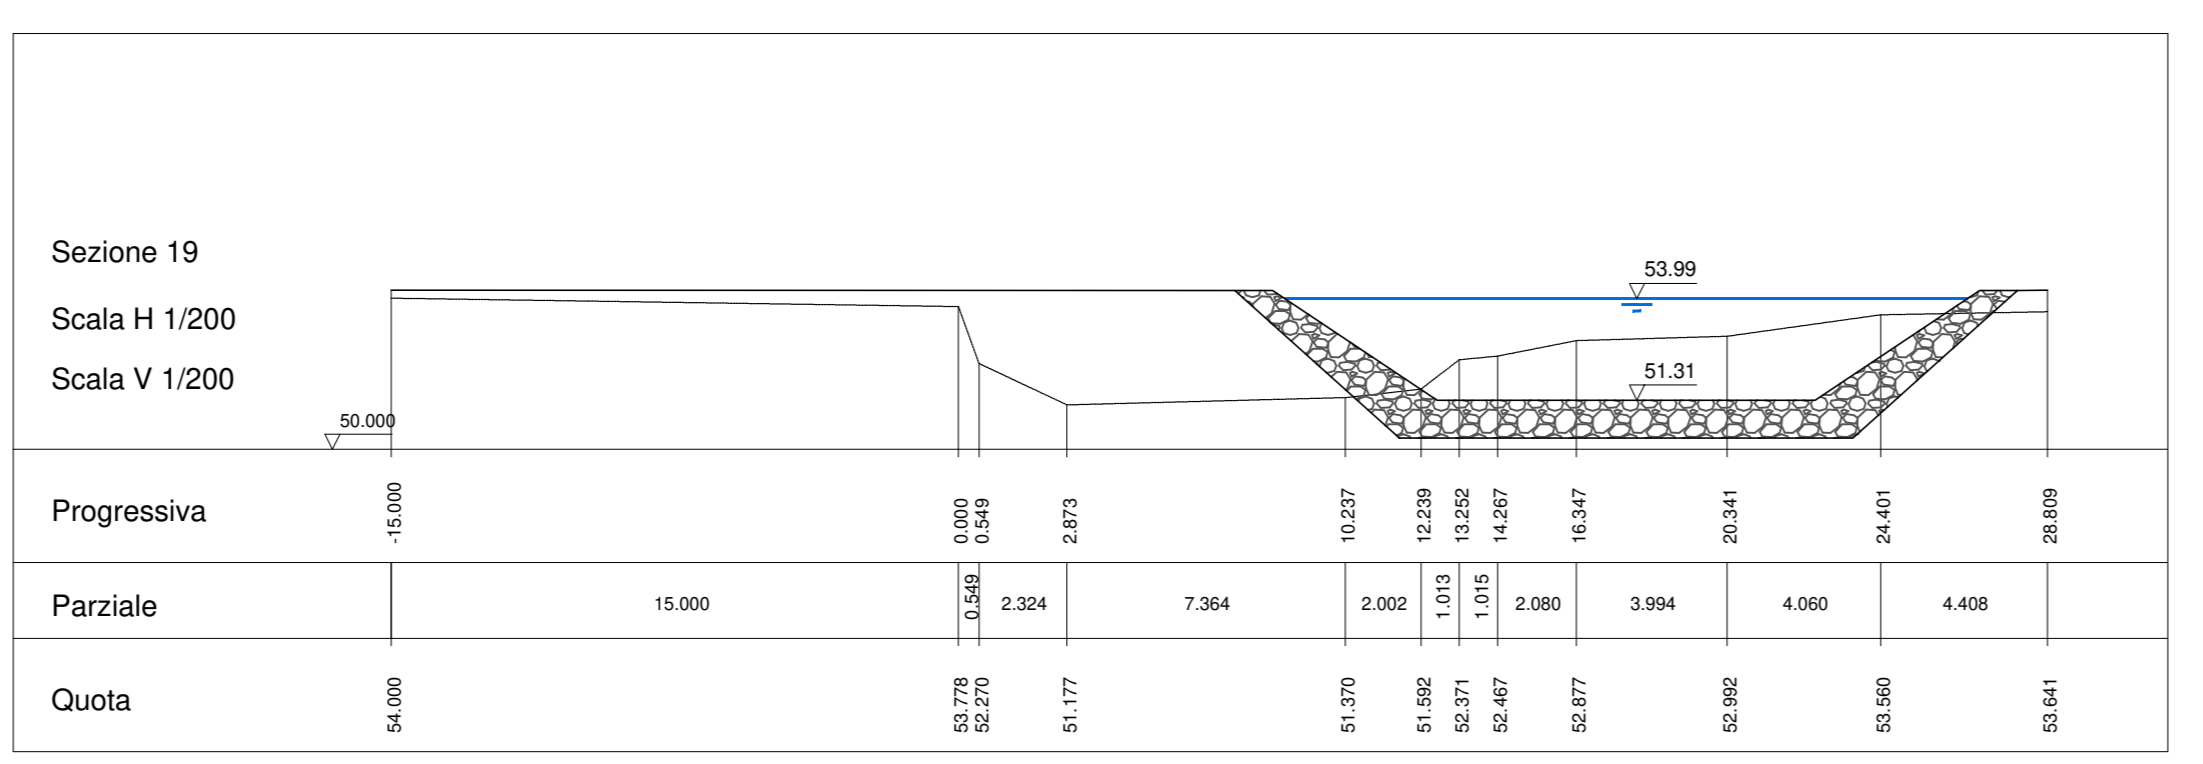 Sezione 19
53.99
Scala H 1/200
Scala V 1/200
51.31
50.000
Progressiva
-15.000 0.000 0.549 2.873 10.237 12.239 13.252 14.267 16.347 20.341 24.401 28.809
Parziale
15.000 0.549 2.324 7.364 2.002 1.013 1.015 2.080 3.994 4.060 4.408
Quota
54.000 53.778 52.270 51.177 51.370 51.592 52.371 52.467 52.877 52.992 53.560 53.641